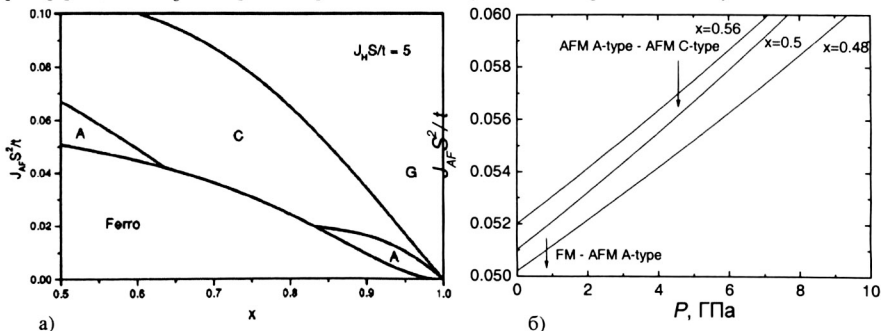 0.10
0.08
0.06
0.04
0.02
0.00
J_AF S²/t
J_H S/t = 5
A
C
G
Ferro
A
0.5
0.6
0.7
0.8
0.9
1.0
x
а)
0.060
0.058
0.056
0.054
0.052
0.050
J_AF S²/t
x=0.56
AFM A-type - AFM C-type
x=0.5
x=0.48
FM - AFM A-type
0
2
4
6
8
10
P, ГПа
б)